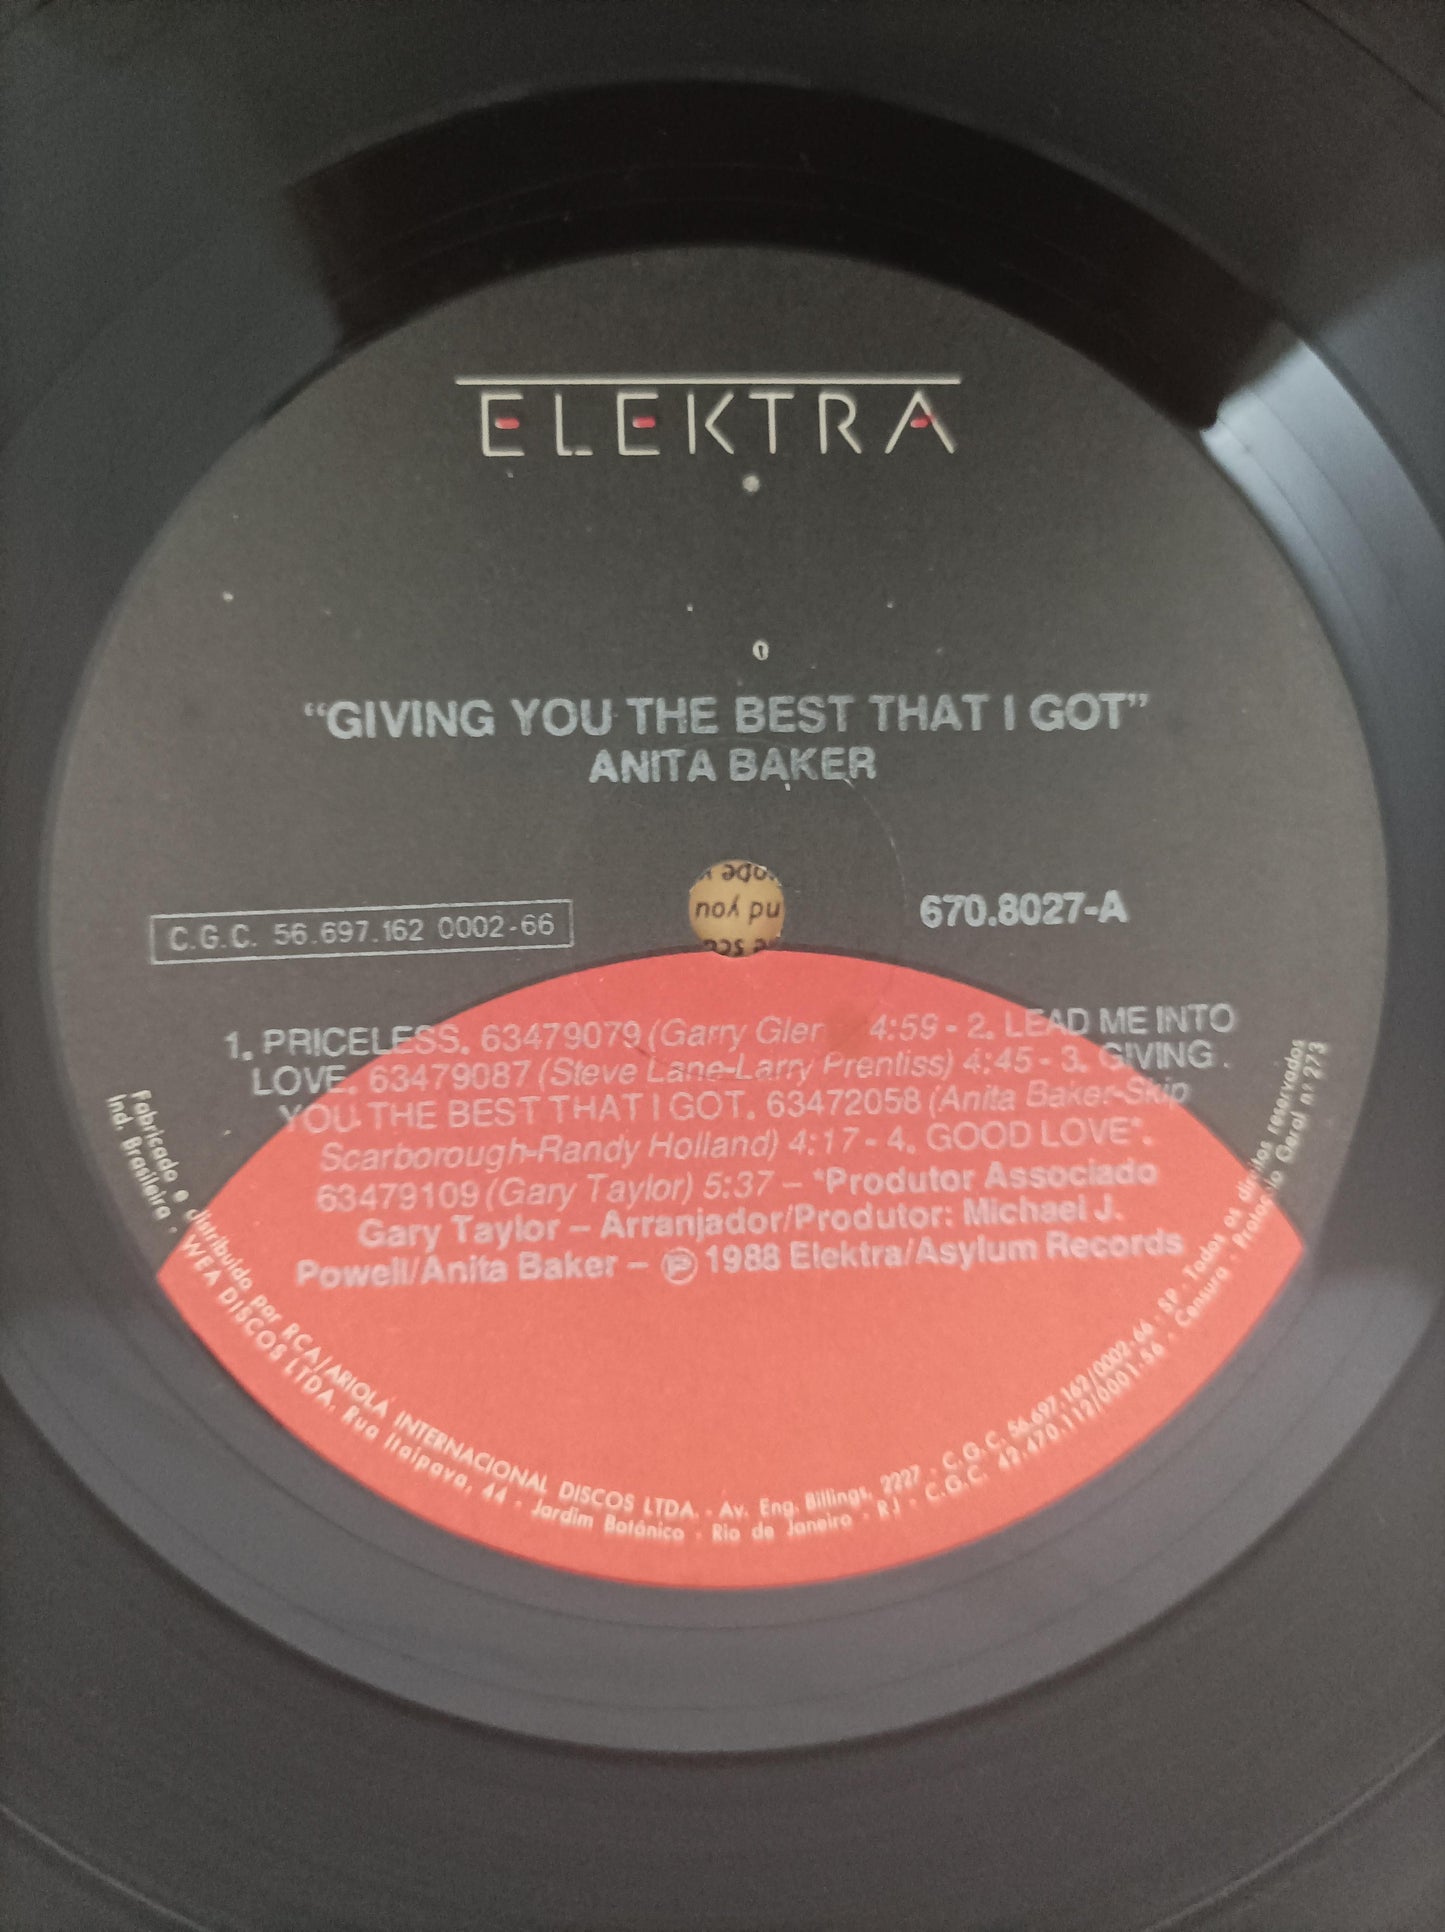 ELEKTRA
“GIVING YOU THE BEST THAT I GOT”
ANITA BAKER
nd you
C.G.C. 56.697.162 0002-66
670.8027-A
1. PRICELESS. 63479079 (Garry Glen 4:59 - 2. LEAD ME INTO
LOVE. 63479087 (Steve Lane-Larry Prentiss) 4:45 - 3. GIVING
YOU THE BEST THAT I GOT. 63472058 (Anita Baker-Skip
Scarborough-Randy Holland) 4:17 - 4. GOOD LOVE*.
63479109 (Gary Taylor) 5:37 – *Produtor Associado
Gary Taylor – Arranjador/Produtor: Michael J.
Powell/Anita Baker – ℗ 1988 Elektra/Asylum Records
Fabricado e distribuído por RCA/ARIOLA INTERNACIONAL DISCOS LTDA. - Av. Eng. Billings, 2227 - C.G.C. 56.697.162/0002-66 - SP - Todos os direitos reservados
Ind. Brasileira - WEA DISCOS LTDA. Rua Itaipava, 44 - Jardim Botânico - Rio de Janeiro - RJ - C.G.C. 42.470.112/0001.56 - Censura - Protocolo Geral nº 273